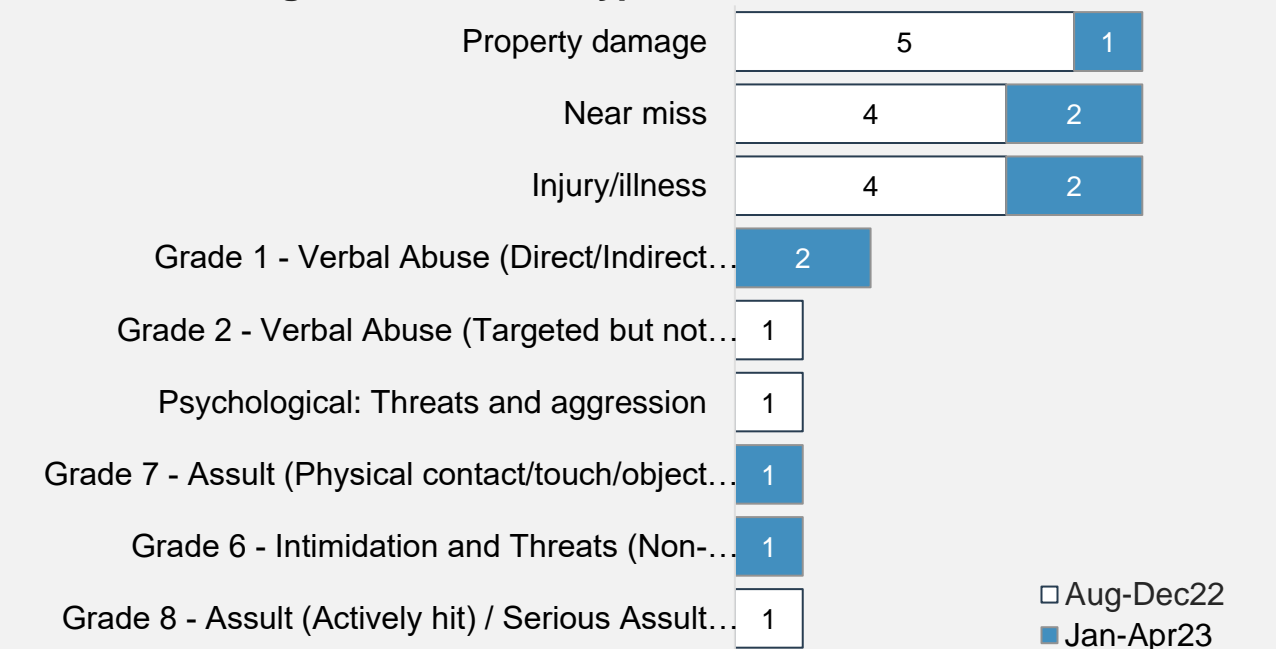 Property damage 5 1
Near miss 4 2
Injury/illness 4 2
Grade 1 - Verbal Abuse (Direct/Indirect… 2
Grade 2 - Verbal Abuse (Targeted but not… 1
Psychological: Threats and aggression 1
Grade 7 - Assult (Physical contact/touch/object… 1
Grade 6 - Intimidation and Threats (Non-… 1
Grade 8 - Assult (Actively hit) / Serious Assult… 1
Aug-Dec22
Jan-Apr23